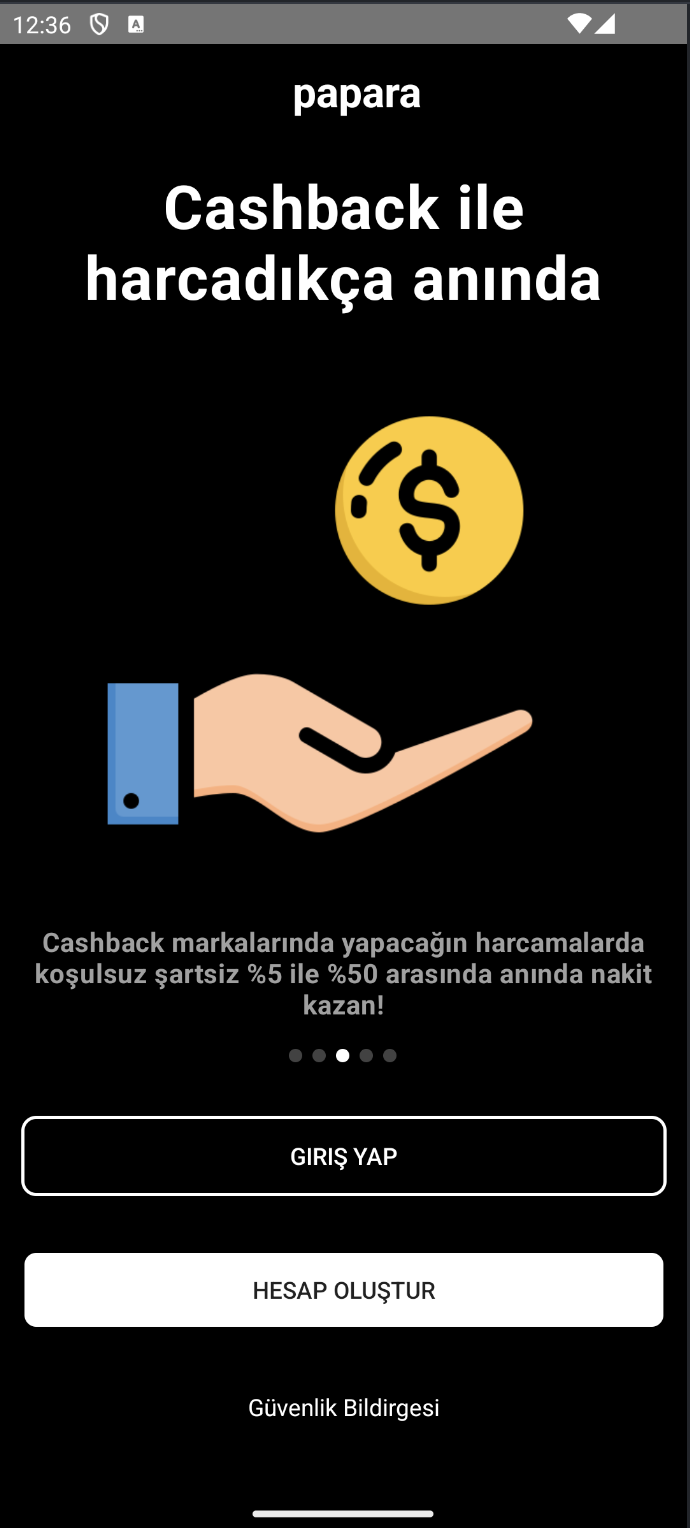 12:36
papara
Cashback ile
harcadıkça anında
$
Cashback markalarında yapacağın harcamalarda
koşulsuz şartsiz %5 ile %50 arasında anında nakit
kazan!
GIRIŞ YAP
HESAP OLUŞTUR
Güvenlik Bildirgesi